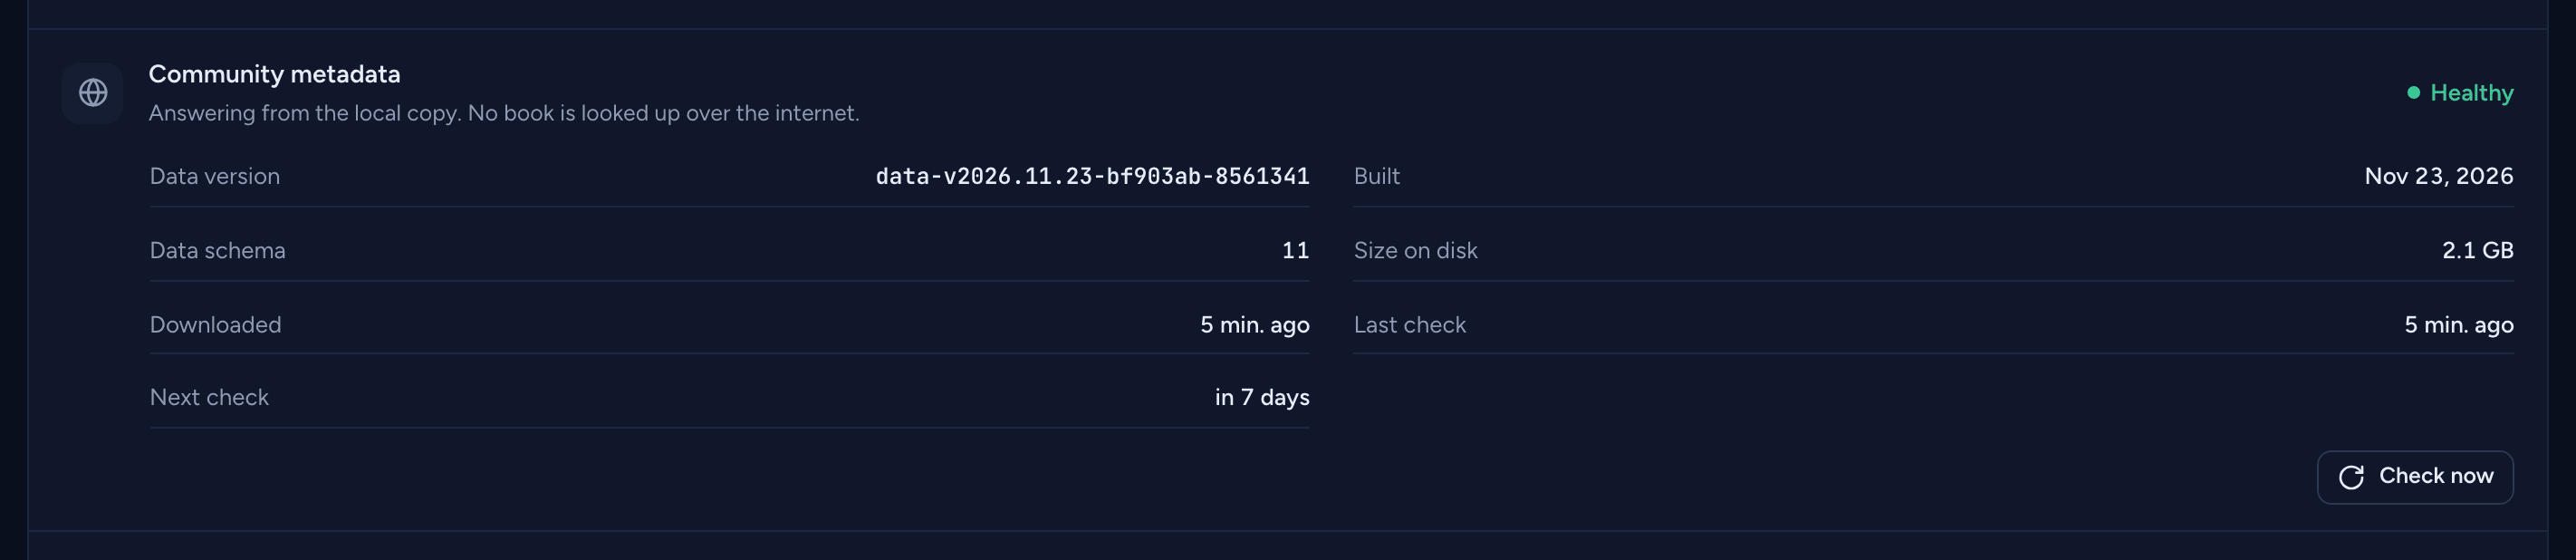 Community metadata
Answering from the local copy. No book is looked up over the internet.
Healthy
Data version data-v2026.11.23-bf903ab-8561341
Built Nov 23, 2026
Data schema 11
Size on disk 2.1 GB
Downloaded 5 min. ago
Last check 5 min. ago
Next check in 7 days
Check now